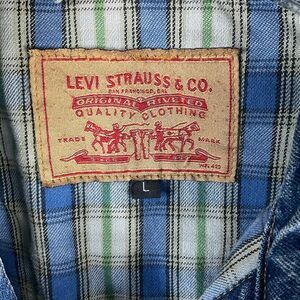 LEVI STRAUSS & CO.
SAN FRANCISCO, CAL
ORIGINAL RIVETED
QUALITY CLOTHING
TRADE MARK
L